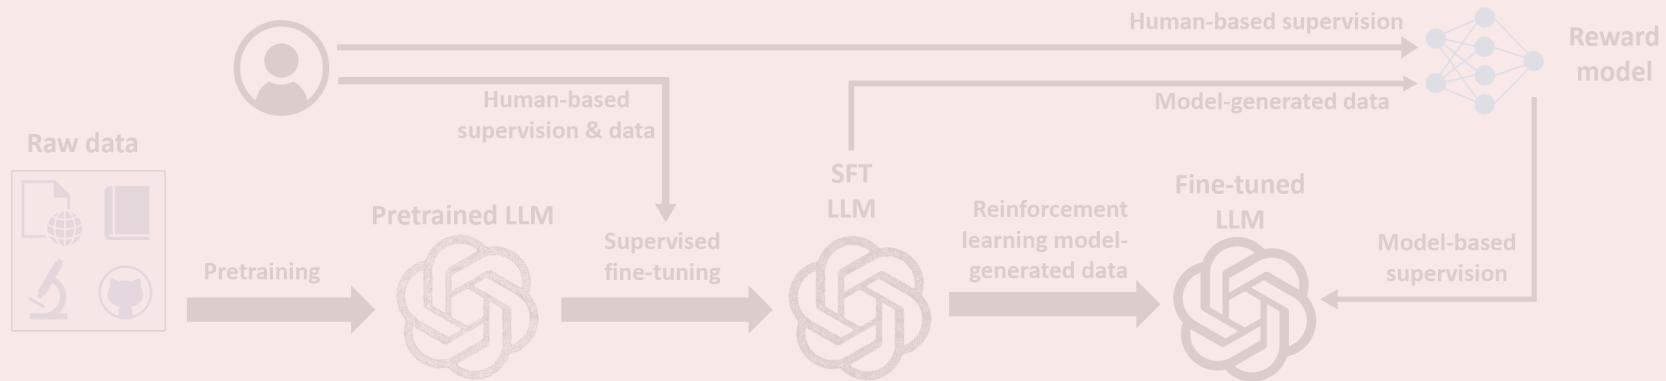 Human-based supervision
Reward
model
Human-based
supervision & data
Model-generated data
Raw data
SFT
LLM
Pretrained LLM
Fine-tuned
LLM
Pretraining
Supervised
fine-tuning
Reinforcement
learning model-
generated data
Model-based
supervision